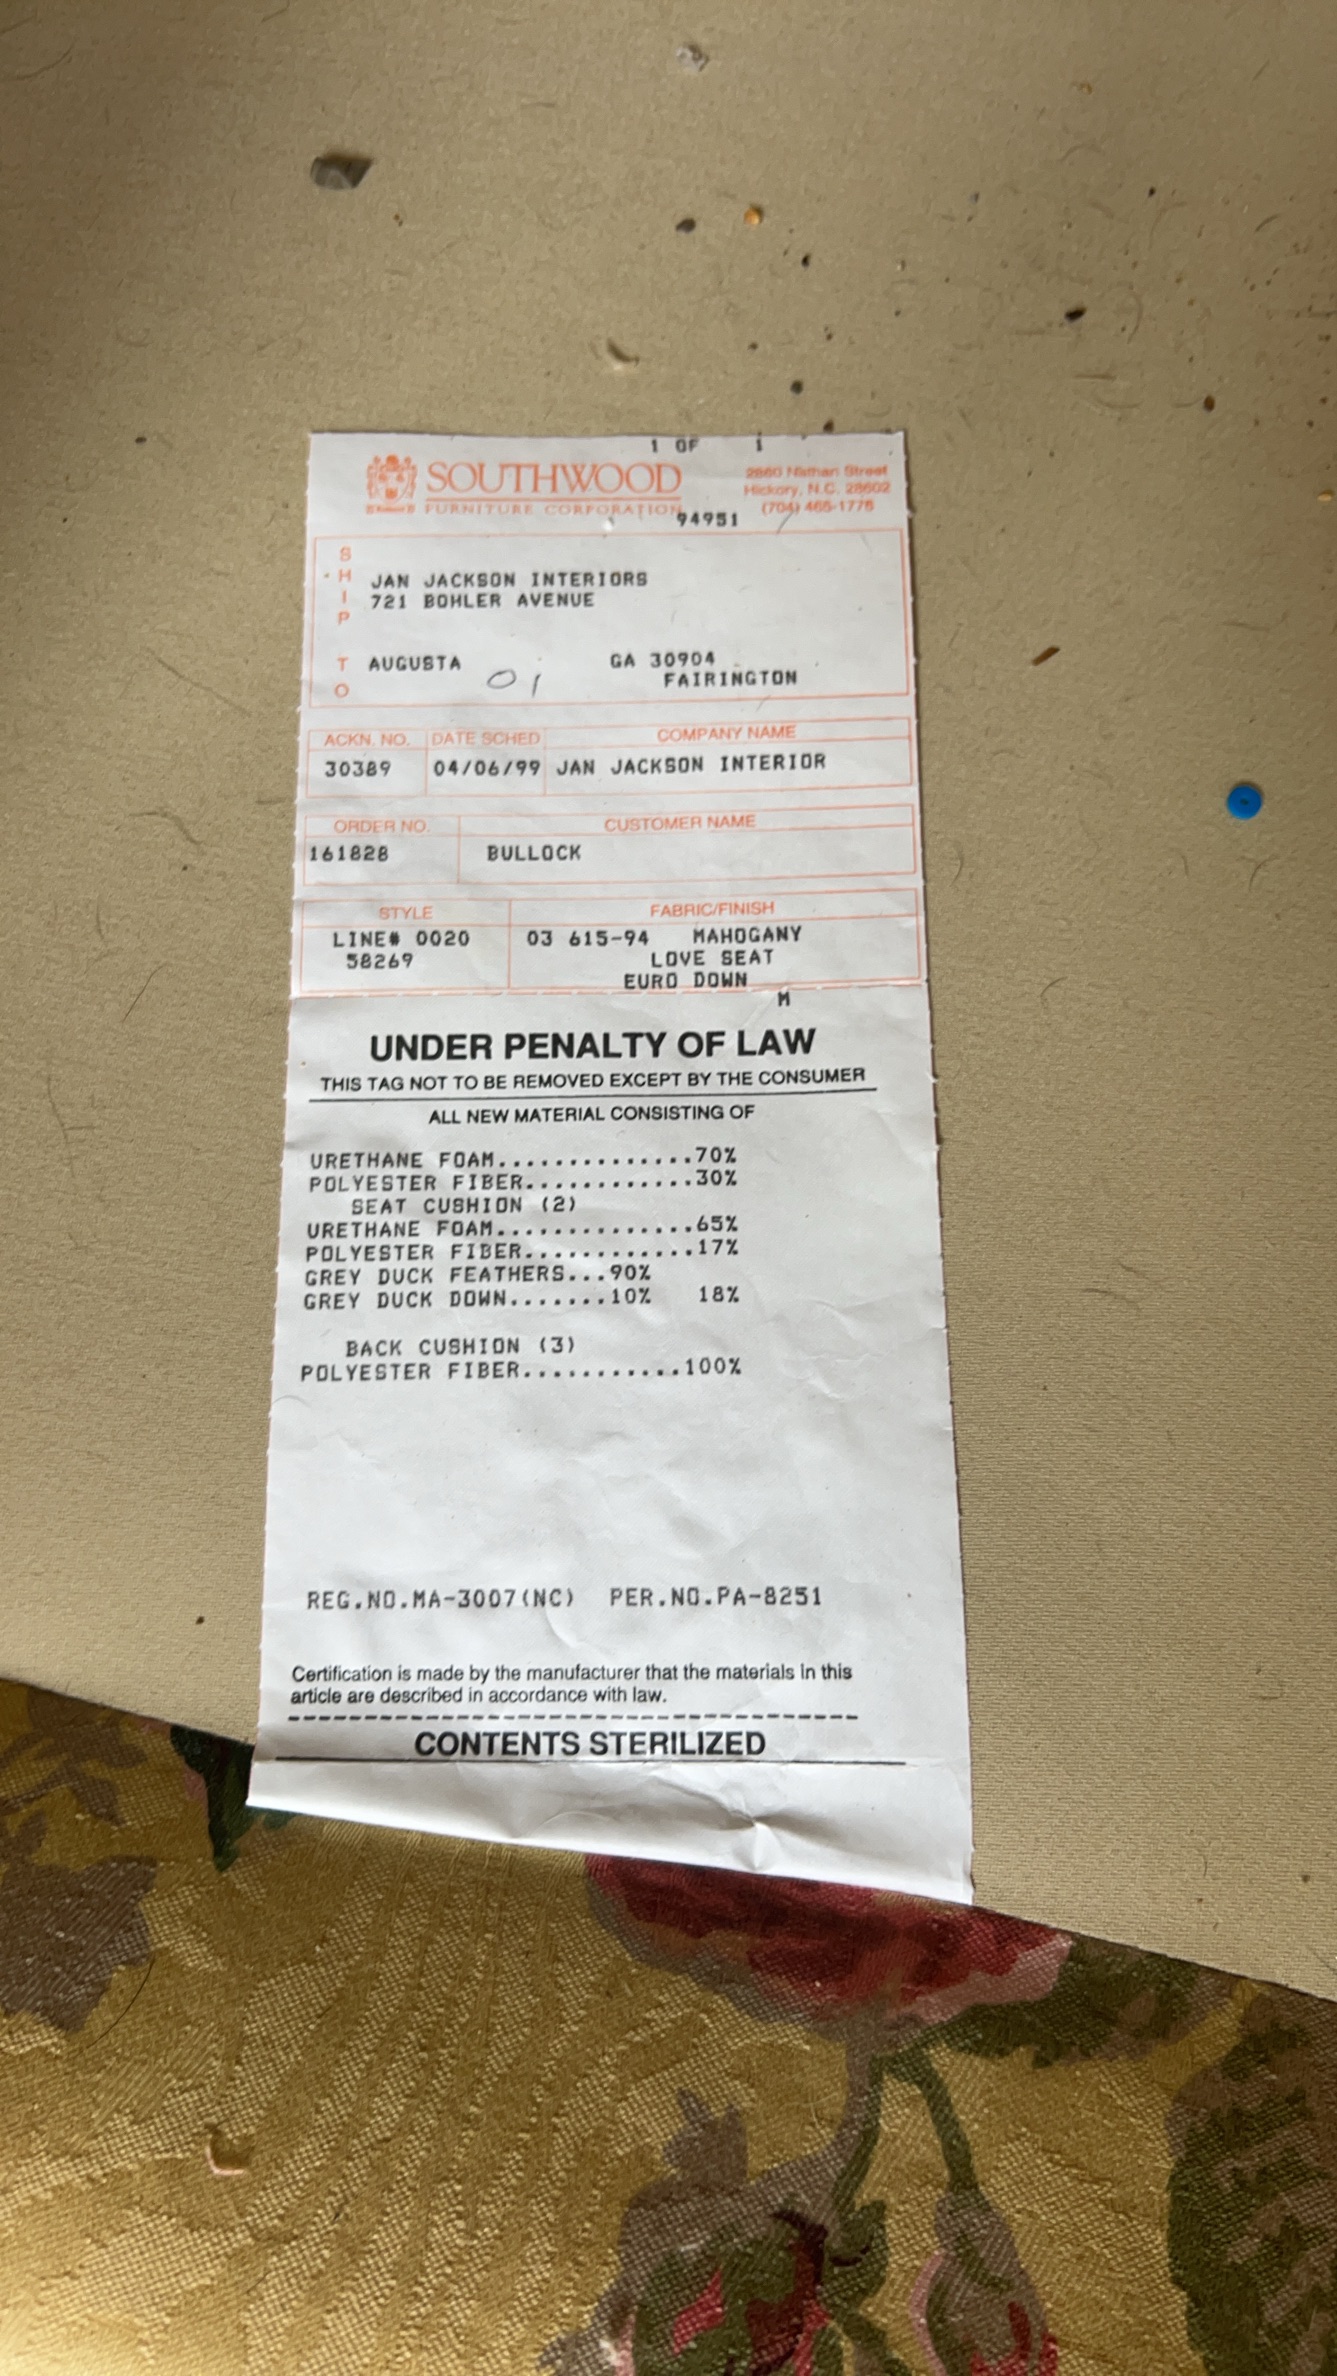 1 OF 1
SOUTHWOOD
FURNITURE CORPORATION
2860 Nathan Street
Hickory, N.C. 28602
(704) 465-1776
94951
SHIP TO
JAN JACKSON INTERIORS
721 BOHLER AVENUE
AUGUSTA GA 30904
01
FAIRINGTON
ACKN. NO. DATE SCHED COMPANY NAME
30389 04/06/99 JAN JACKSON INTERIOR
ORDER NO. CUSTOMER NAME
161828 BULLOCK
STYLE FABRIC/FINISH
LINE# 0020 03 615-94 MAHOGANY
58269 LOVE SEAT
EURO DOWN
M
UNDER PENALTY OF LAW
THIS TAG NOT TO BE REMOVED EXCEPT BY THE CONSUMER
ALL NEW MATERIAL CONSISTING OF
URETHANE FOAM..............70%
POLYESTER FIBER............30%
SEAT CUSHION (2)
URETHANE FOAM..............65%
POLYESTER FIBER............17%
GREY DUCK FEATHERS...90%
GREY DUCK DOWN.......10% 18%
BACK CUSHION (3)
POLYESTER FIBER...........100%
REG.NO.MA-3007(NC) PER.NO.PA-8251
Certification is made by the manufacturer that the materials in this
article are described in accordance with law.
CONTENTS STERILIZED